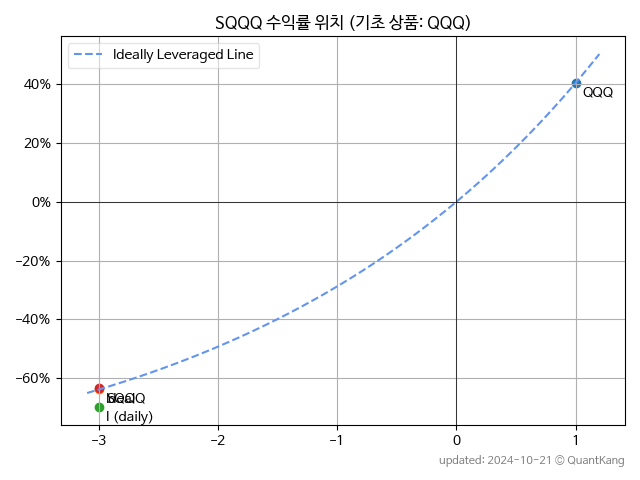 SQQQ 수익률 위치 (기초 상품: QQQ)
Ideally Leveraged Line
40%
20%
0%
−20%
−40%
−60%
QQQ
SQQQ
I (daily)
−3
−2
−1
0
1
updated: 2024-10-21 © QuantKang